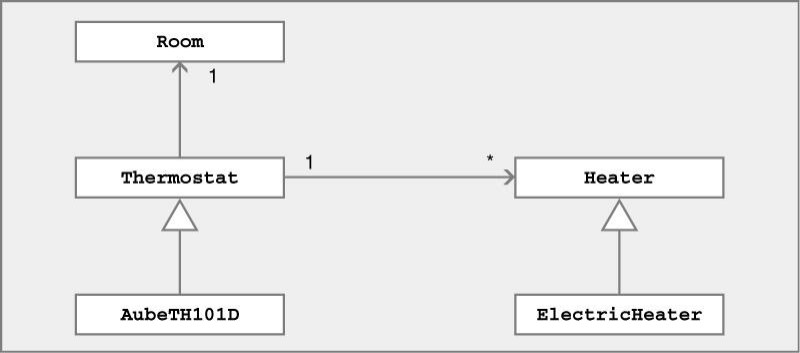 Room
1
Thermostat
1
*
Heater
AubeTH101D
ElectricHeater